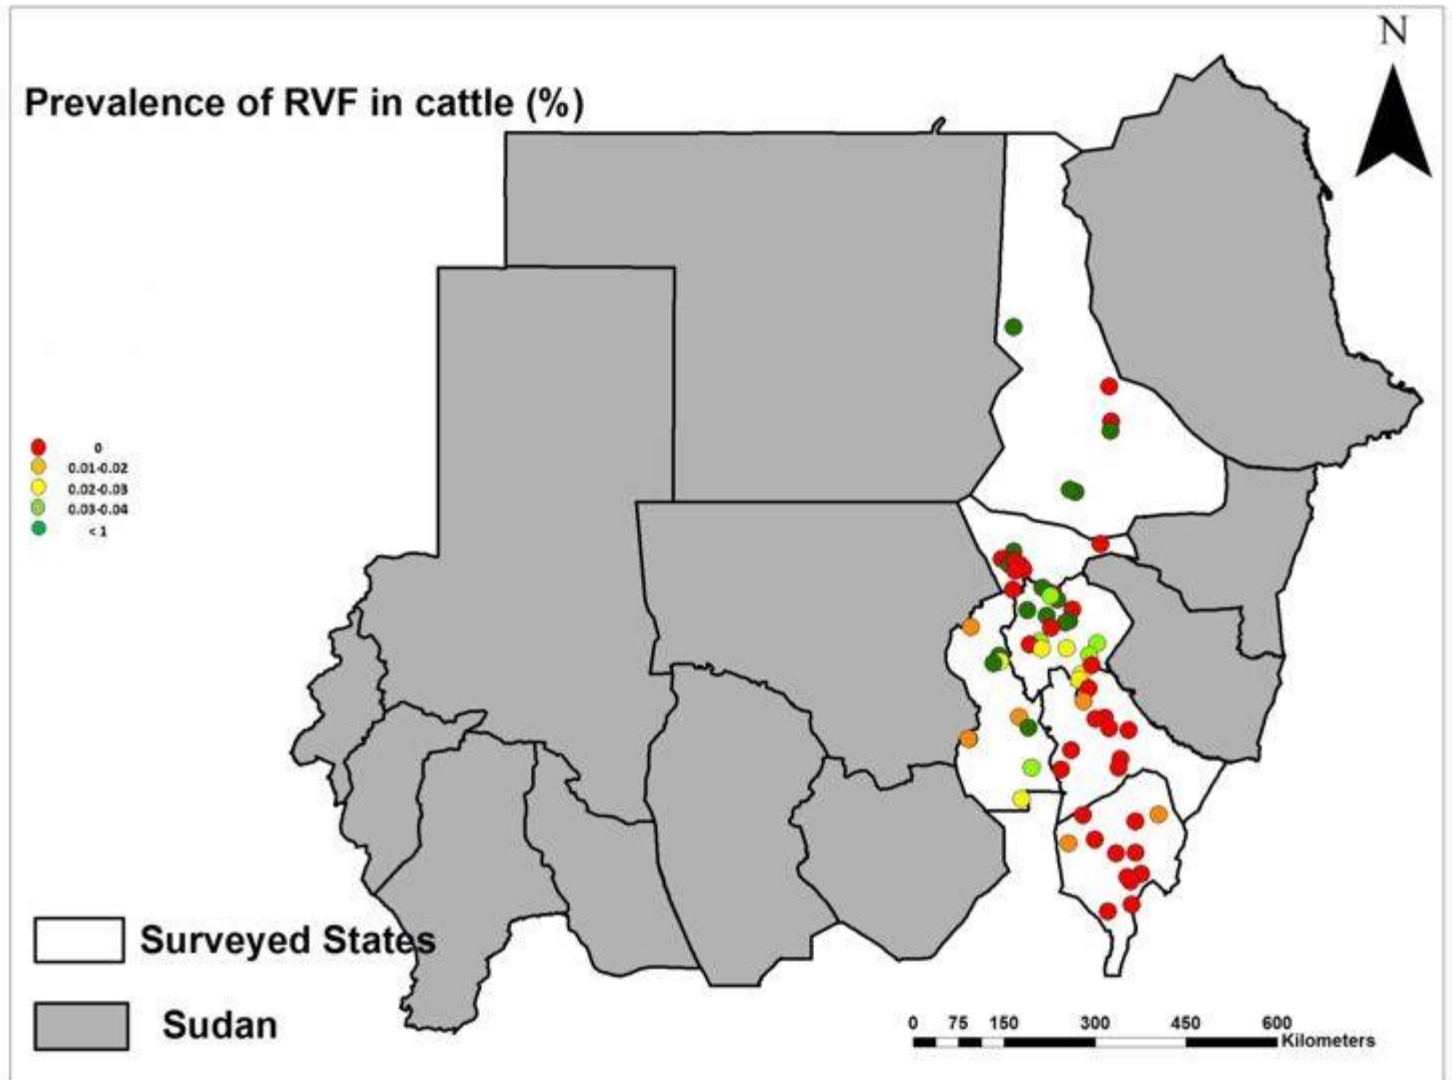 N
Prevalence of RVF in cattle (%)
0
0.01-0.02
0.02-0.03
0.03-0.04
< 1
Surveyed States
Sudan
0 75 150 300 450 600
Kilometers